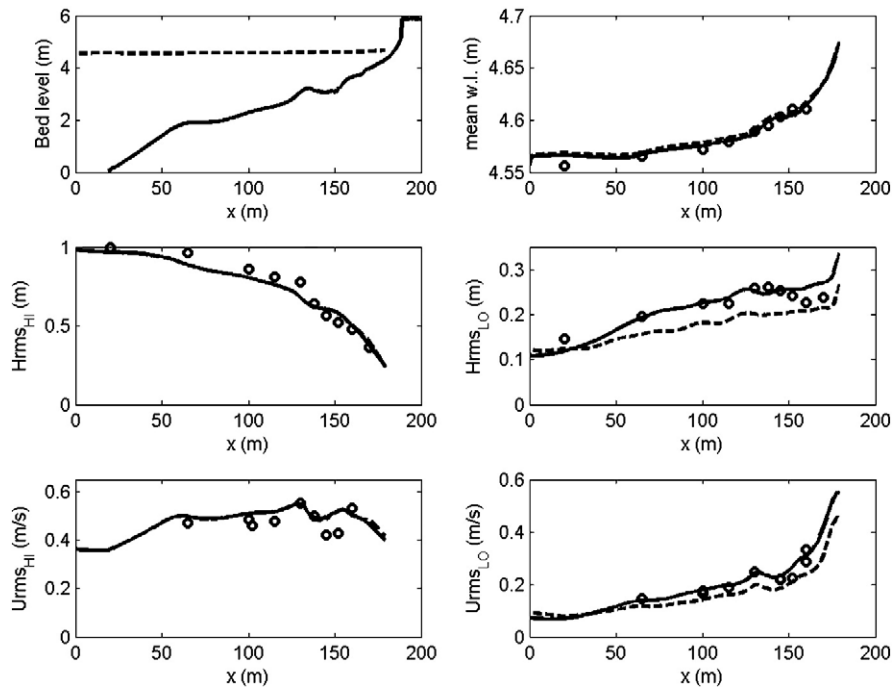 6
4
2
0
Bed level (m)
0 50 100 150 200
x (m)
4.7
4.65
4.6
4.55
mean w.l. (m)
0 50 100 150 200
x (m)
1
0.5
0
Hrms_HI (m)
0 50 100 150 200
x (m)
0.3
0.2
0.1
0
Hrms_LO (m)
0 50 100 150 200
x (m)
0.6
0.4
0.2
0
Urms_HI (m/s)
0 50 100 150 200
x (m)
0.6
0.4
0.2
0
Urms_LO (m/s)
0 50 100 150 200
x (m)